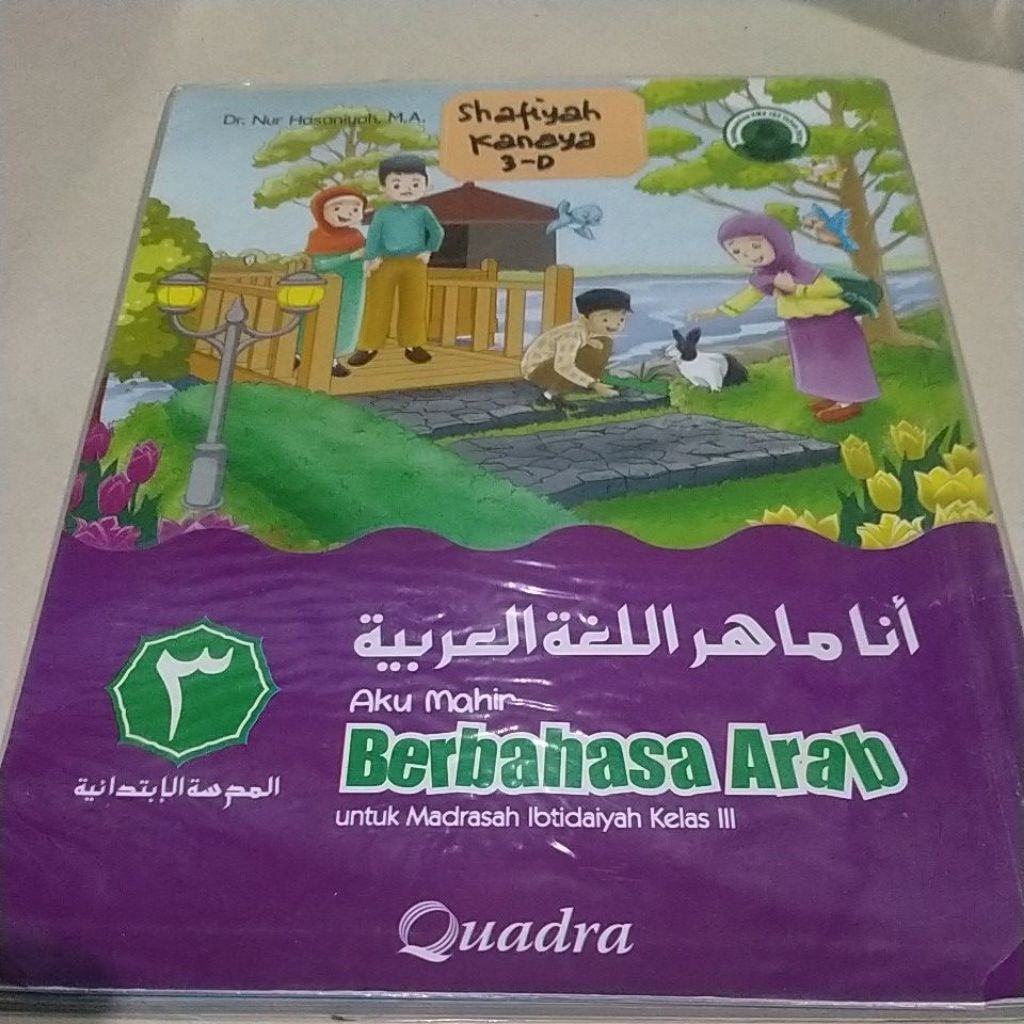 Dr. Nur Hasaniyah, M.A.
Shafiyah
Kanaya
3-D
أنا ماهر اللغة العربية
Aku Mahir
Berbahasa Arab
untuk Madrasah Ibtidaiyah Kelas III
٣
المدرسة الإبتدائية
Quadra